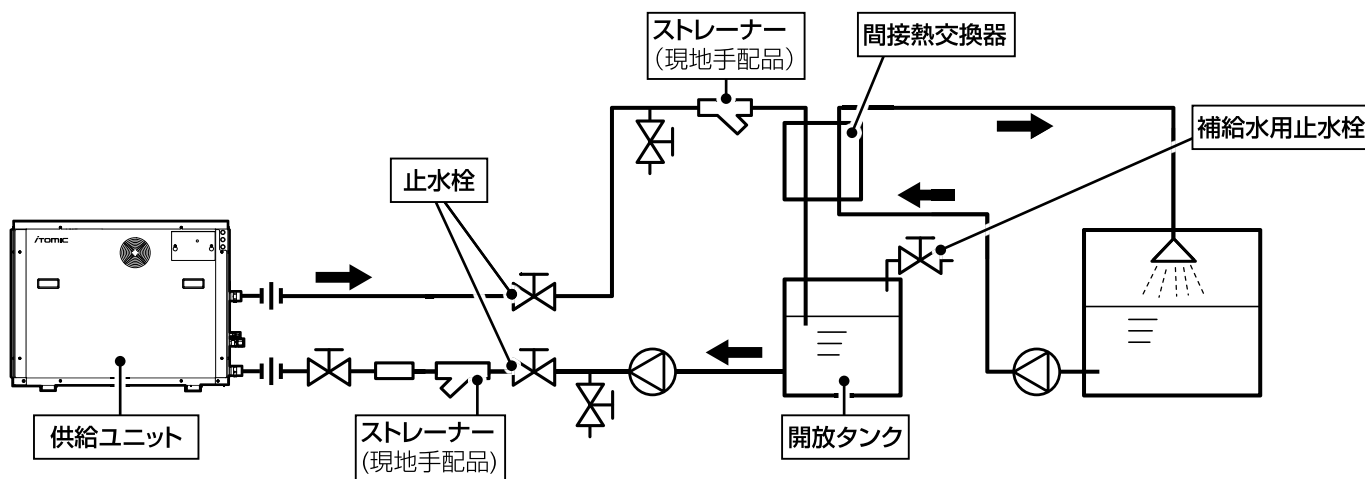 ストレーナー
（現地手配品）
間接熱交換器
補給水用止水栓
止水栓
iTomic
供給ユニット
ストレーナー
（現地手配品）
開放タンク